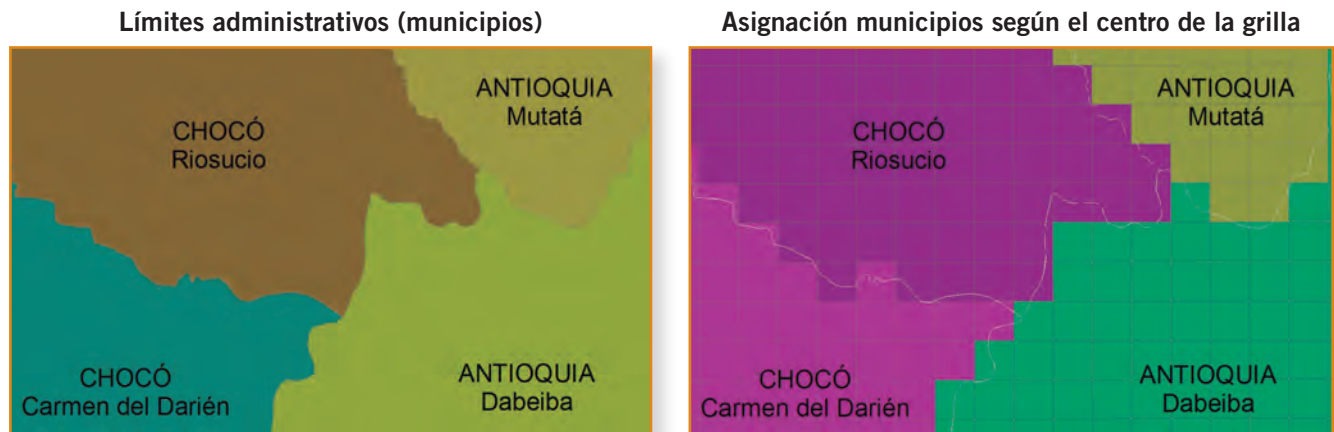 Límites administrativos (municipios)
ANTIOQUIA
Mutatá
CHOCÓ
Riosucio
CHOCÓ
Carmen del Darién
ANTIOQUIA
Dabeiba
Asignación municipios según el centro de la grilla
ANTIOQUIA
Mutatá
CHOCÓ
Riosucio
CHOCÓ
Carmen del Darién
ANTIOQUIA
Dabeiba